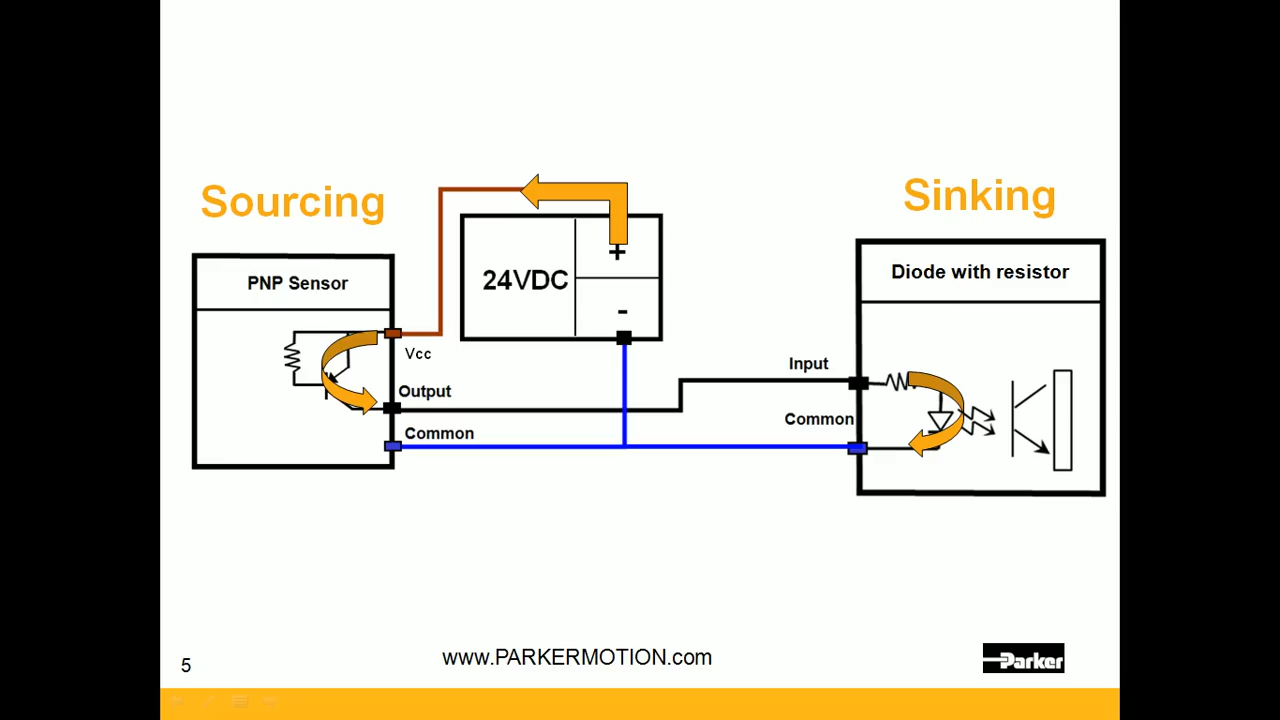 Sourcing
Sinking
PNP Sensor
24VDC
+
-
Diode with resistor
Vcc
Output
Common
Input
Common
5
www.PARKERMOTION.com
Parker